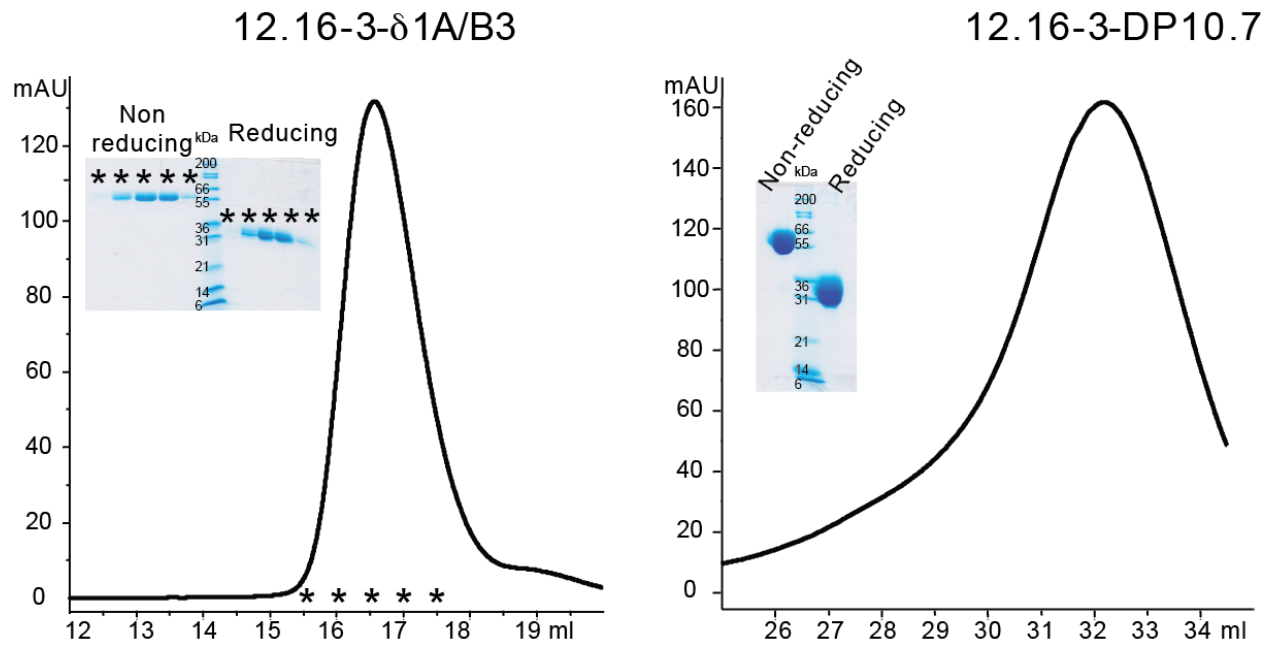 12.16-3-δ1A/B3
mAU
120
100
80
60
40
20
0
Non
reducing
kDa
Reducing
* * * * *
200
66
55
* * * * *
36
31
21
14
6
* * * * *
12 13 14 15 16 17 18 19 ml
12.16-3-DP10.7
mAU
160
140
120
100
80
60
40
20
0
Non-reducing
kDa
Reducing
200
66
55
36
31
21
14
6
26 27 28 29 30 31 32 33 34 ml